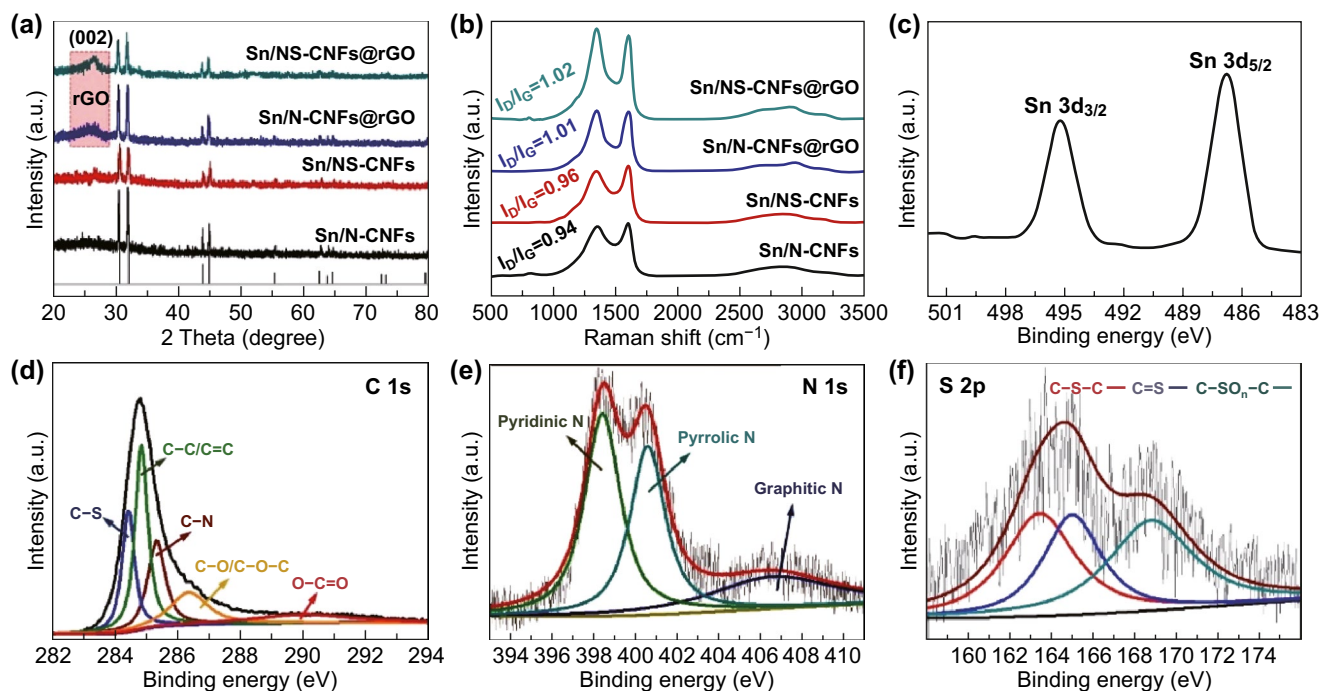 (a)
(002)
rGO
Sn/NS-CNFs@rGO
Sn/N-CNFs@rGO
Sn/NS-CNFs
Sn/N-CNFs
Intensity (a.u.)
20 30 40 50 60 70 80
2 Theta (degree)
(b)
I_D/I_G=1.02
Sn/NS-CNFs@rGO
I_D/I_G=1.01
Sn/N-CNFs@rGO
I_D/I_G=0.96
Sn/NS-CNFs
I_D/I_G=0.94
Sn/N-CNFs
Intensity (a.u.)
500 1000 1500 2000 2500 3000 3500
Raman shift (cm⁻¹)
(c)
Sn 3d₅/₂
Sn 3d₃/₂
Intensity (a.u.)
501 498 495 492 489 486 483
Binding energy (eV)
(d)
C 1s
C−C/C=C
C−S
C−N
C−O/C−O−C
O−C=O
Intensity (a.u.)
282 284 286 288 290 292 294
Binding energy (eV)
(e)
N 1s
Pyridinic N
Pyrrolic N
Graphitic N
Intensity (a.u.)
394 396 398 400 402 404 406 408 410
Binding energy (eV)
(f)
S 2p
C−S−C C=S C−SOₙ−C
Intensity (a.u.)
160 162 164 166 168 170 172 174
Binding energy (eV)